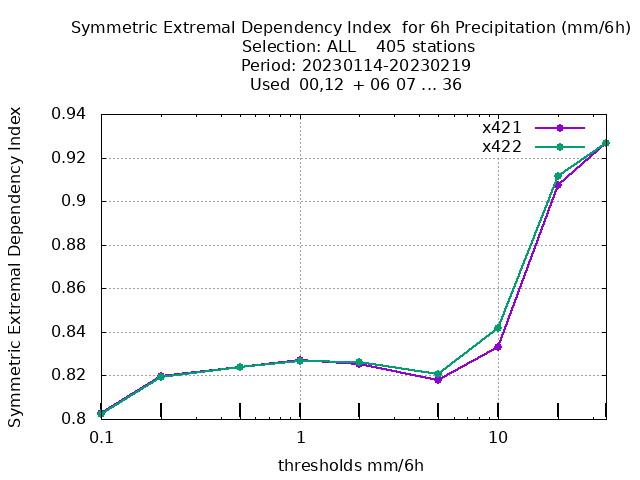 Symmetric Extremal Dependency Index  for 6h Precipitation (mm/6h)
Selection: ALL    405 stations
Period: 20230114-20230219
Used  00,12  + 06 07 ... 36
Symmetric Extremal Dependency Index
0.94
0.92
0.9
0.88
0.86
0.84
0.82
0.8
x421
x422
0.1 1 10
thresholds mm/6h